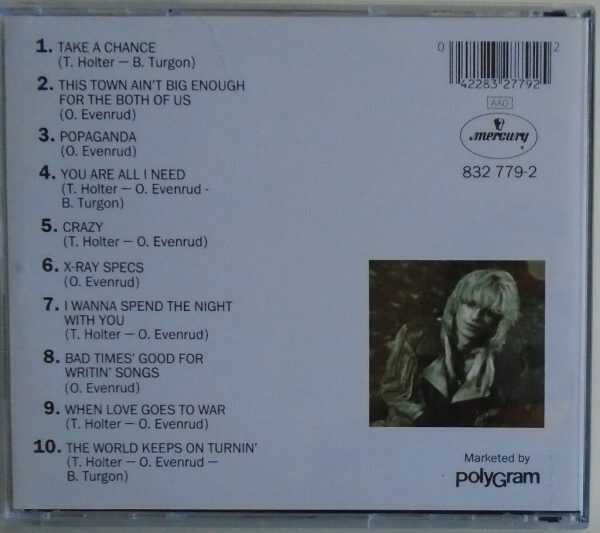 1. TAKE A CHANCE
(T. Holter – B. Turgon)
2. THIS TOWN AIN'T BIG ENOUGH
FOR THE BOTH OF US
(O. Evenrud)
3. POPAGANDA
(O. Evenrud)
4. YOU ARE ALL I NEED
(T. Holter – O. Evenrud -
B. Turgon)
5. CRAZY
(T. Holter – O. Evenrud)
6. X-RAY SPECS
(O. Evenrud)
7. I WANNA SPEND THE NIGHT
WITH YOU
(T. Holter – O. Evenrud)
8. BAD TIMES' GOOD FOR
WRITIN' SONGS
(O. Evenrud)
9. WHEN LOVE GOES TO WAR
(T. Holter – O. Evenrud)
10. THE WORLD KEEPS ON TURNIN'
(T. Holter – O. Evenrud –
B. Turgon)
0 2
42283 27792
AAD
mercury
832 779-2
Marketed by
polyGram